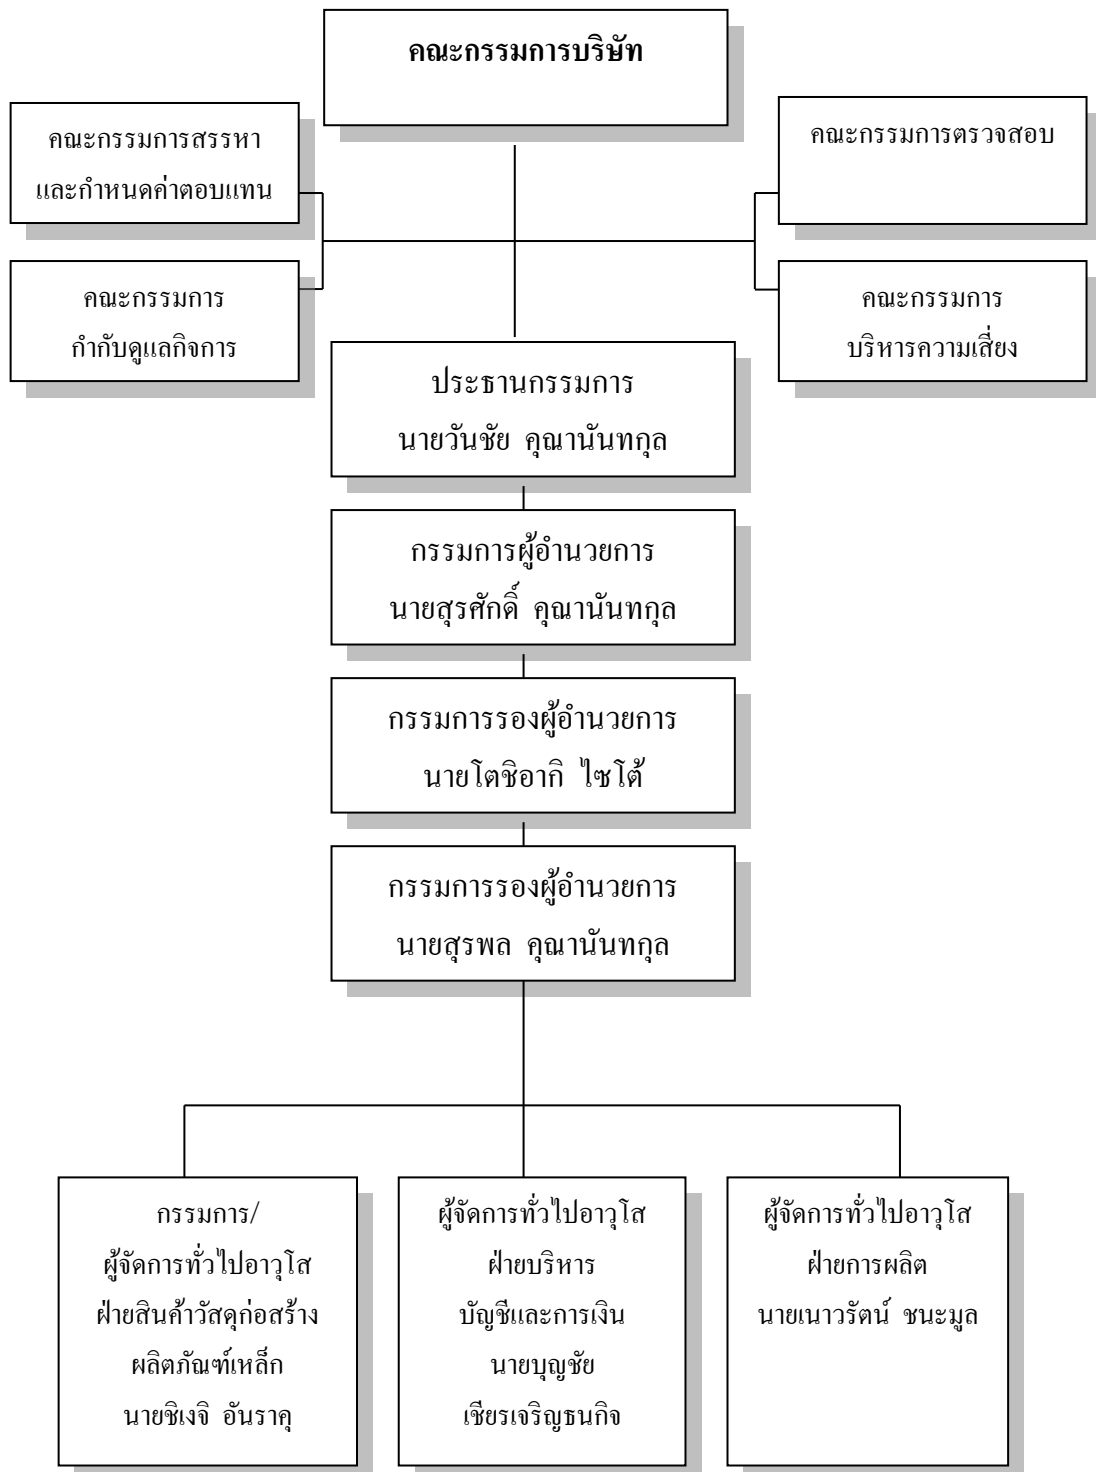 คณะกรรมการบริษัท
คณะกรรมการสรรหา
และกำหนดค่าตอบแทน
คณะกรรมการตรวจสอบ
คณะกรรมการ
กำกับดูแลกิจการ
คณะกรรมการ
บริหารความเสี่ยง
ประธานกรรมการ
นายวันชัย คุณานันทกุล
กรรมการผู้อำนวยการ
นายสุรศักดิ์ คุณานันทกุล
กรรมการรองผู้อำนวยการ
นายโตชิอากิ ไซโต้
กรรมการรองผู้อำนวยการ
นายสุรพล คุณานันทกุล
กรรมการ/
ผู้จัดการทั่วไปอาวุโส
ฝ่ายสินค้าวัสดุก่อสร้าง
ผลิตภัณฑ์เหล็ก
นายชิเงจิ อันราคุ
ผู้จัดการทั่วไปอาวุโส
ฝ่ายบริหาร
บัญชีและการเงิน
นายบุญชัย
เชียรเจริญธนกิจ
ผู้จัดการทั่วไปอาวุโส
ฝ่ายการผลิต
นายเนาวรัตน์ ชนะมูล